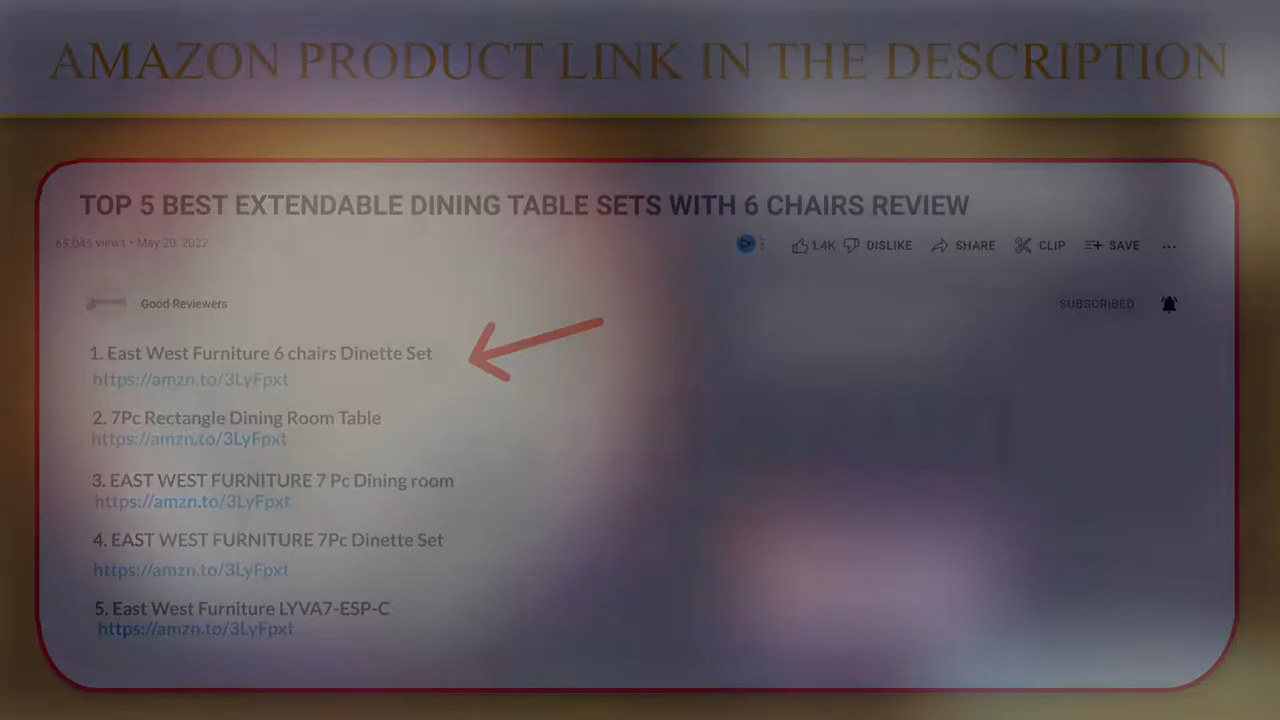 AMAZON PRODUCT LINK IN THE DESCRIPTION
TOP 5 BEST EXTENDABLE DINING TABLE SETS WITH 6 CHAIRS REVIEW
65,045 views • May 20, 2022
1.4K DISLIKE SHARE CLIP SAVE ...
Good Reviewers
SUBSCRIBED
1. East West Furniture 6 chairs Dinette Set
https://amzn.to/3LyFpxt
2. 7Pc Rectangle Dining Room Table
https://amzn.to/3LyFpxt
3. EAST WEST FURNITURE 7 Pc Dining room
https://amzn.to/3LyFpxt
4. EAST WEST FURNITURE 7Pc Dinette Set
https://amzn.to/3LyFpxt
5. East West Furniture LYVA7-ESP-C
https://amzn.to/3LyFpxt